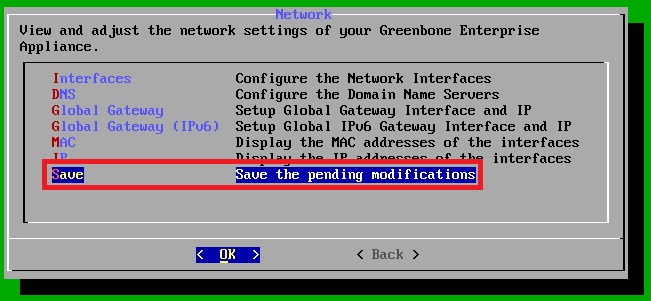 Network
View and adjust the network settings of your Greenbone Enterprise
Appliance.
Interfaces Configure the Network Interfaces
DNS Configure the Domain Name Servers
Global Gateway Setup Global Gateway Interface and IP
Global Gateway (IPv6) Setup Global IPv6 Gateway Interface and IP
MAC Display the MAC addresses of the interfaces
IP Display the IP addresses of the interfaces
Save Save the pending modifications
< OK > < Back >